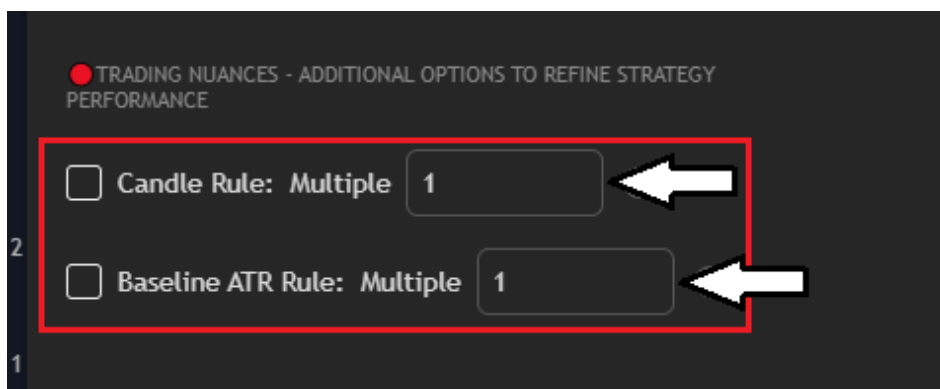 TRADING NUANCES - ADDITIONAL OPTIONS TO REFINE STRATEGY
PERFORMANCE
Candle Rule: Multiple 1
2
Baseline ATR Rule: Multiple 1
1